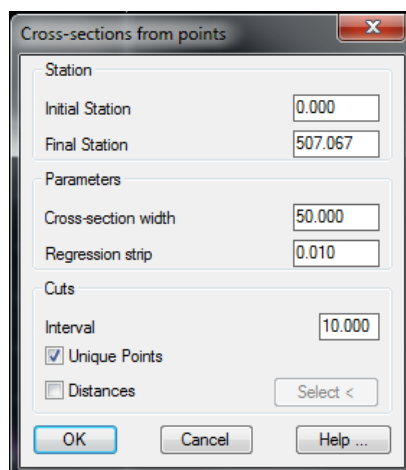 Cross-sections from points
Station
Initial Station 0.000
Final Station 507.067
Parameters
Cross-section width 50.000
Regression strip 0.010
Cuts
Interval 10.000
Unique Points
Distances Select <
OK Cancel Help ...